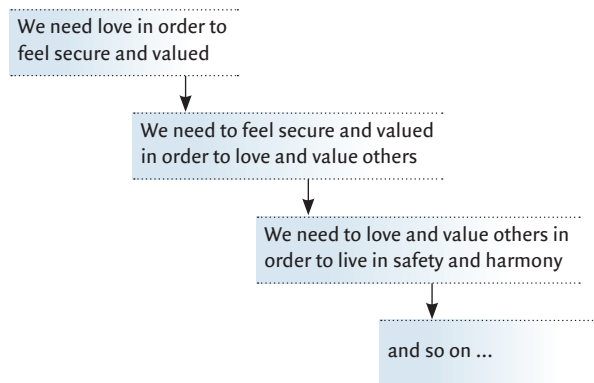 We need love in order to
feel secure and valued
We need to feel secure and valued
in order to love and value others
We need to love and value others in
order to live in safety and harmony
and so on ...